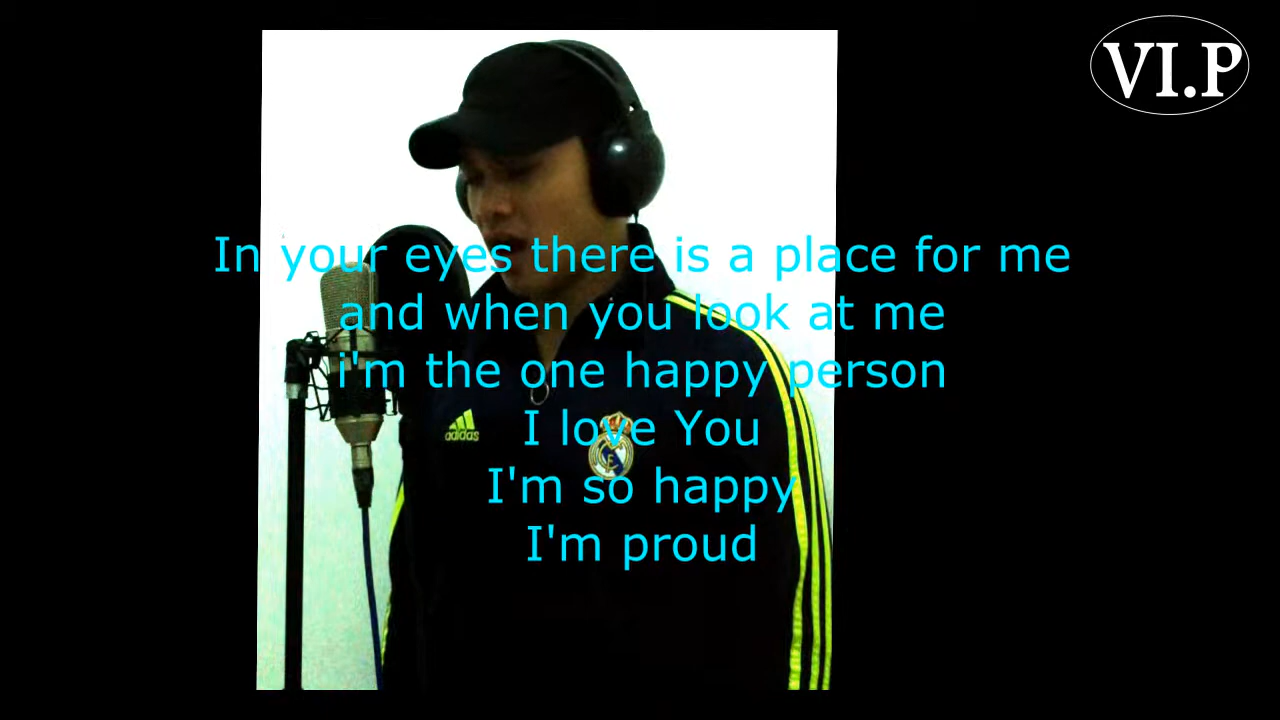 VI.P
In your eyes there is a place for me
and when you look at me
i'm the one happy person
I love You
I'm so happy
I'm proud
adidas